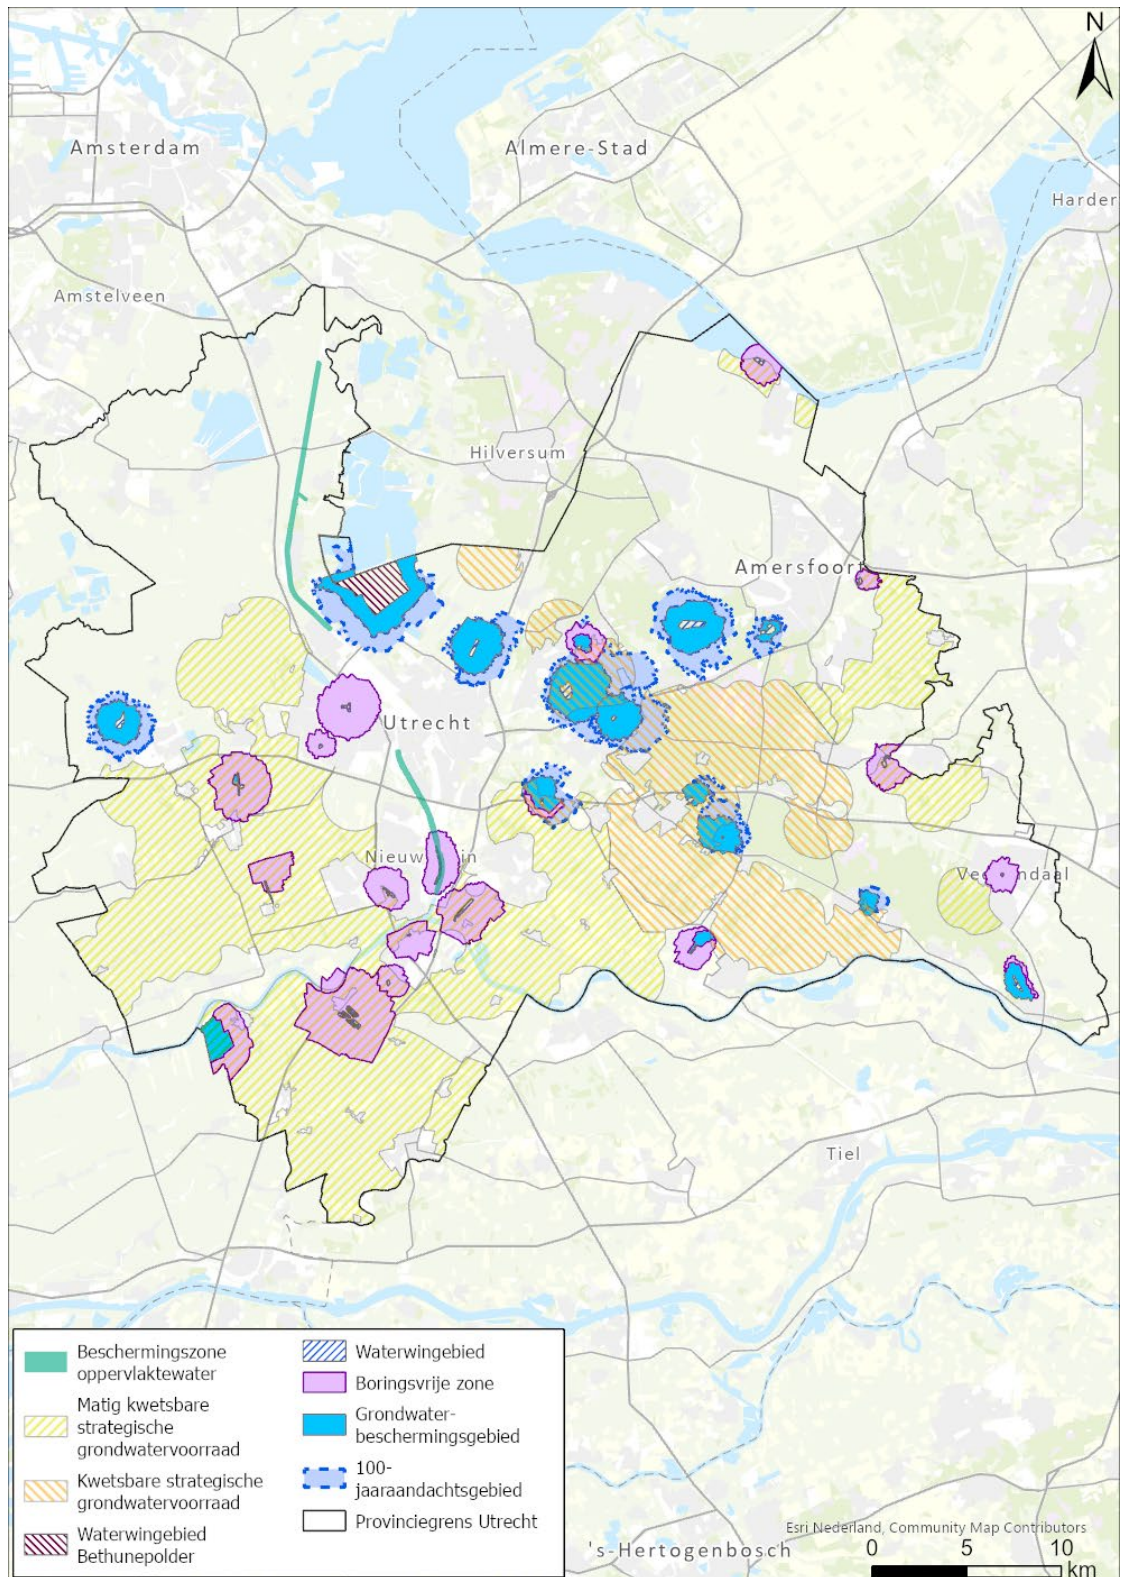 N
Amsterdam
Almere-Stad
Harder
Amstelveen
Hilversum
Amersfoort
Utrecht
Nieuw in
Ve ndaal
Tiel
Beschermingszone
oppervlaktewater
Matig kwetsbare
strategische
grondwatervoorraad
Kwetsbare strategische
grondwatervoorraad
Waterwingebied
Bethunepolder
Waterwingebied
Boringsvrije zone
Grondwater-
beschermingsgebied
100-
jaaraandachtsgebied
Provinciegrens Utrecht
Esri Nederland, Community Map Contributors
's-Hertogenbosch
0 5 10
km